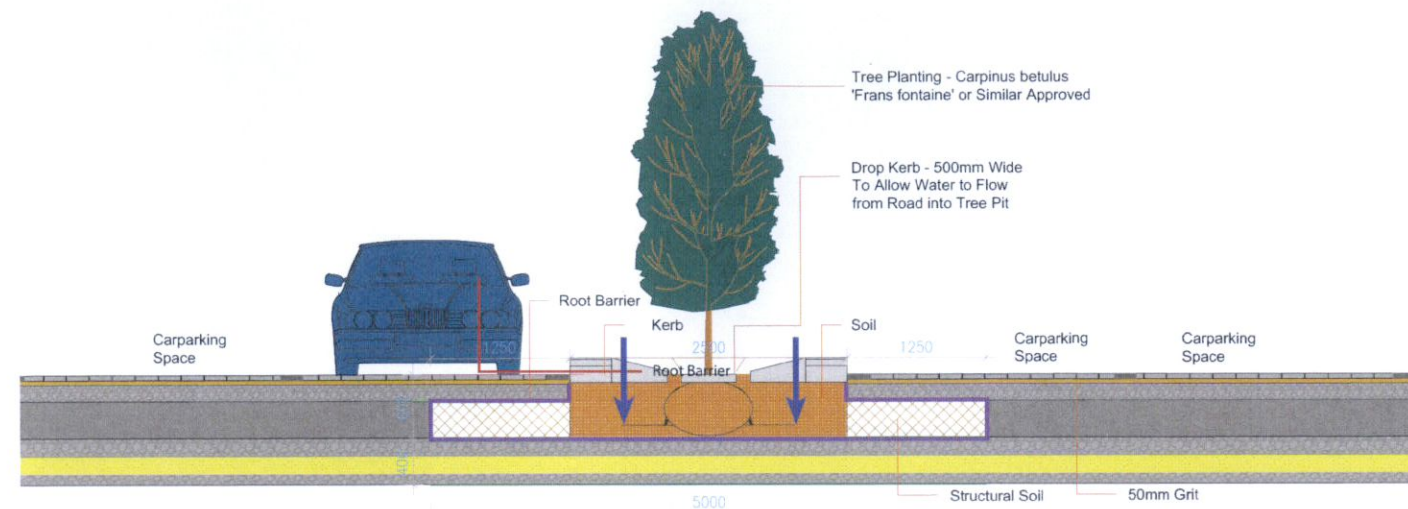 Tree Planting - Carpinus betulus
'Frans fontaine' or Similar Approved
Drop Kerb - 500mm Wide
To Allow Water to Flow
from Road into Tree Pit
Root Barrier
Kerb
Soil
Carparking
Space
Carparking
Space
Carparking
Space
1250
2500
1250
Root Barrier
400
5000
Structural Soil
50mm Grit